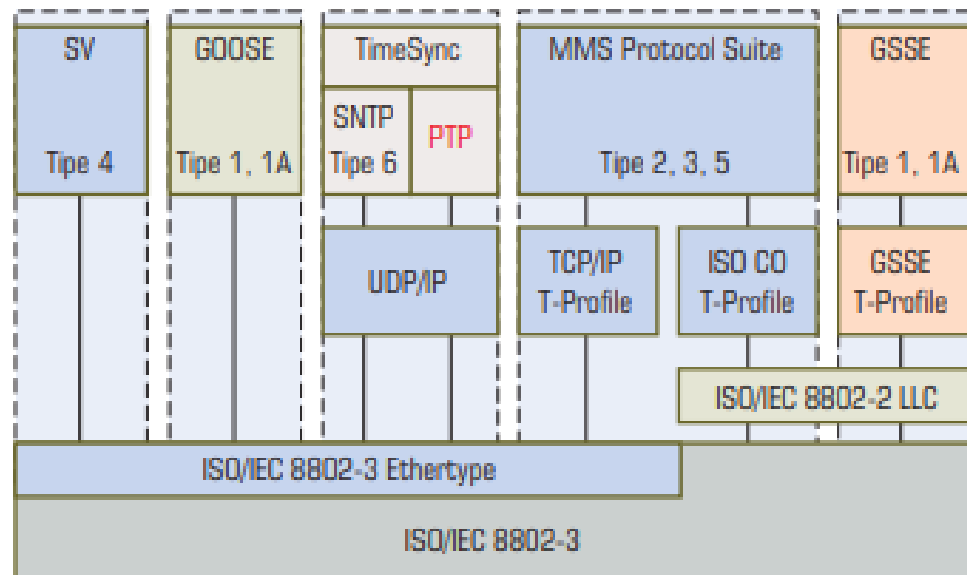 SV
Tipe 4
GOOSE
Tipe 1, 1A
TimeSync
SNTP
Tipe 6
PTP
MMS Protocol Suite
Tipe 2, 3, 5
GSSE
Tipe 1, 1A
UDP/IP
TCP/IP
T-Profile
ISO CO
T-Profile
GSSE
T-Profile
ISO/IEC 8802-2 LLC
ISO/IEC 8802-3 Ethertype
ISO/IEC 8802-3